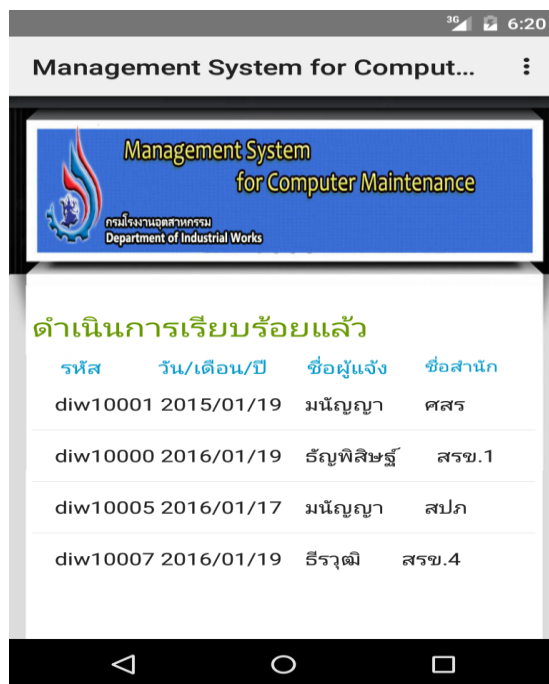 3G 6:20
Management System for Comput...
Management System
for Computer Maintenance
กรมโรงงานอุตสาหกรรม
Department of Industrial Works
ดำเนินการเรียบร้อยแล้ว
รหัส วัน/เดือน/ปี ชื่อผู้แจ้ง ชื่อสำนัก
diw10001 2015/01/19 มนัญญา ศสร
diw10000 2016/01/19 ธัญพิสิษฐ์ สรข.1
diw10005 2016/01/17 มนัญญา สปภ
diw10007 2016/01/19 ธีรวุฒิ สรข.4